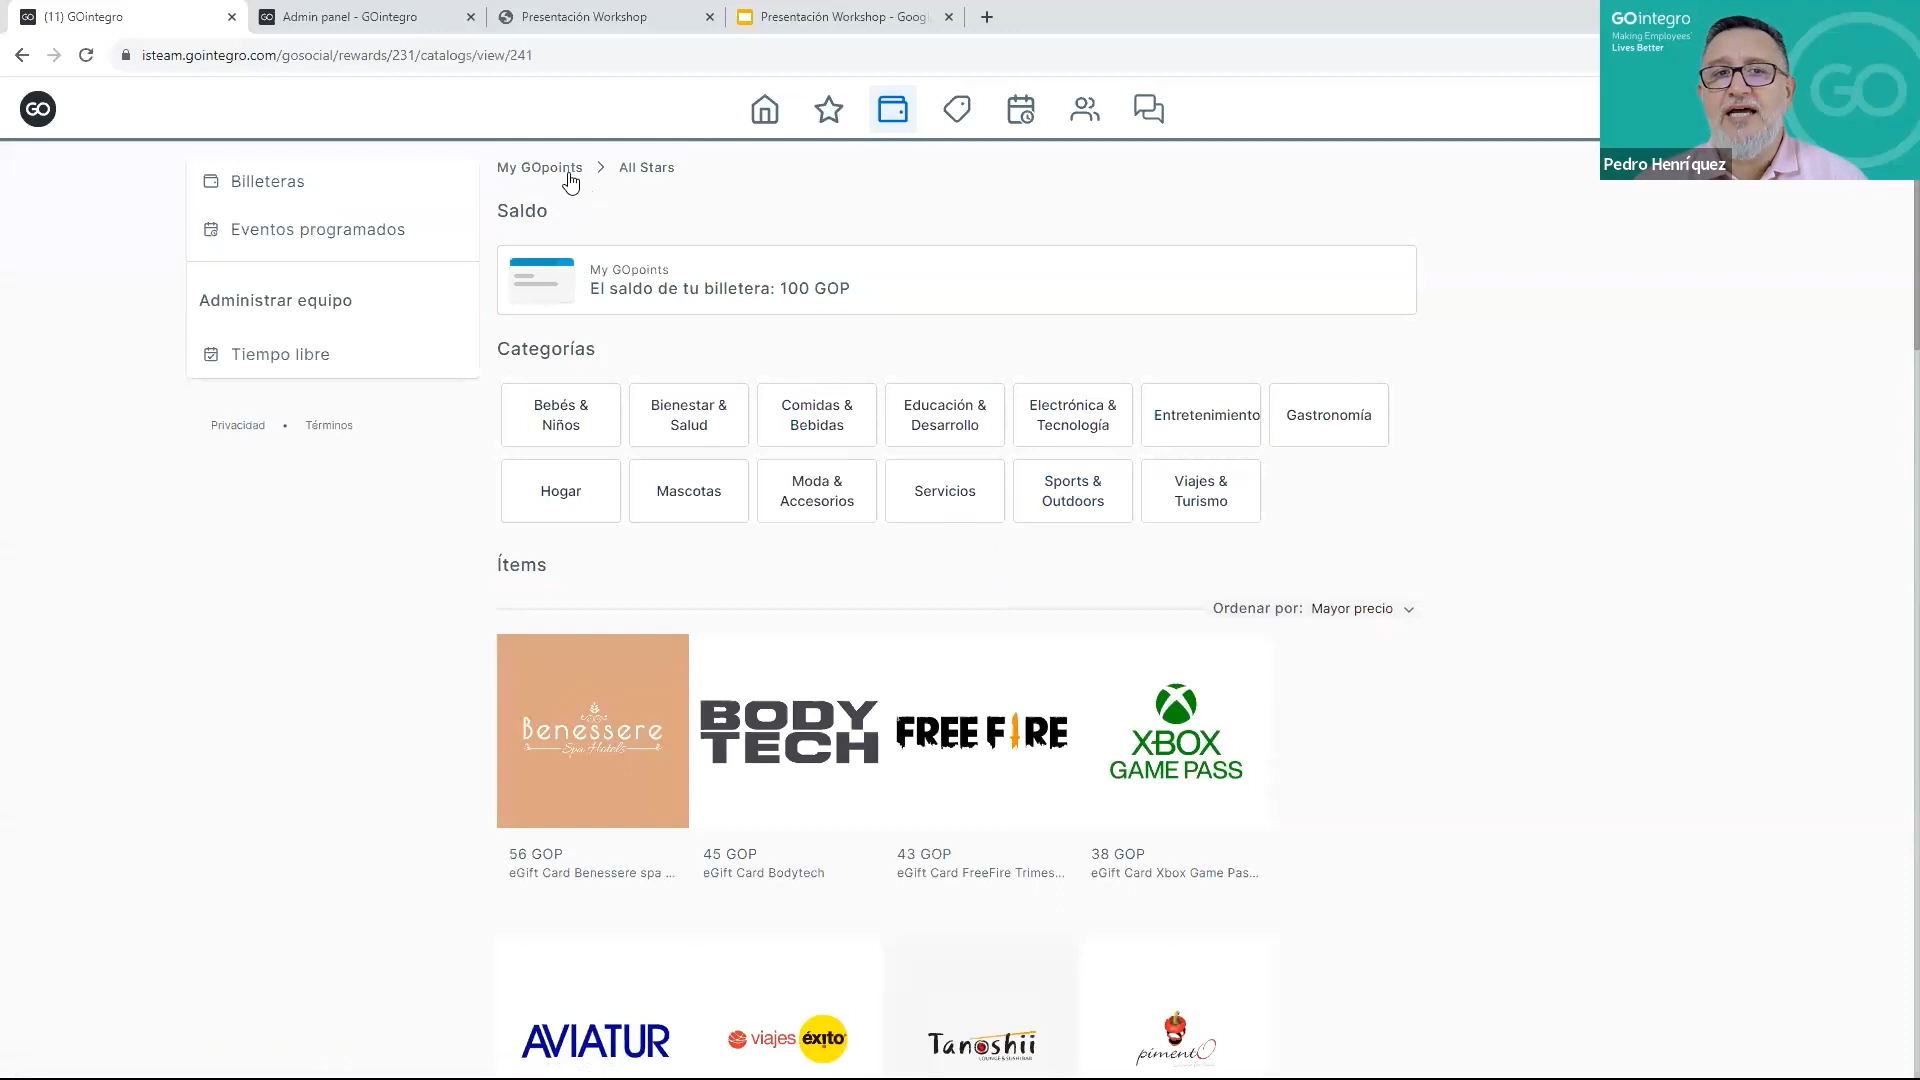 (11) GOintegro
Admin panel - GOintegro
Presentación Workshop
Presentación Workshop - Goog
isteam.gointegro.com/gosocial/rewards/231/catalogs/view/241
GO
GOintegro
Making Employees'
Lives Better
GO
Pedro Henríquez
Billeteras
Eventos programados
Administrar equipo
Tiempo libre
Privacidad • Términos
My GOpoints > All Stars
Saldo
My GOpoints
El saldo de tu billetera: 100 GOP
Categorías
Bebés &
Niños
Bienestar &
Salud
Comidas &
Bebidas
Educación &
Desarrollo
Electrónica &
Tecnología
Entretenimiento
Gastronomía
Hogar
Mascotas
Moda &
Accesorios
Servicios
Sports &
Outdoors
Viajes &
Turismo
Ítems
Ordenar por: Mayor precio
Benessere
Spa Hotels
BODY
TECH
FREE FIRE
XBOX
GAME PASS
56 GOP
eGift Card Benessere spa ...
45 GOP
eGift Card Bodytech
43 GOP
eGift Card FreeFire Trimes...
38 GOP
eGift Card Xbox Game Pas...
AVIATUR
viajes éxito
Tanoshii
LOUNGE & SUSHI BAR
pimentO